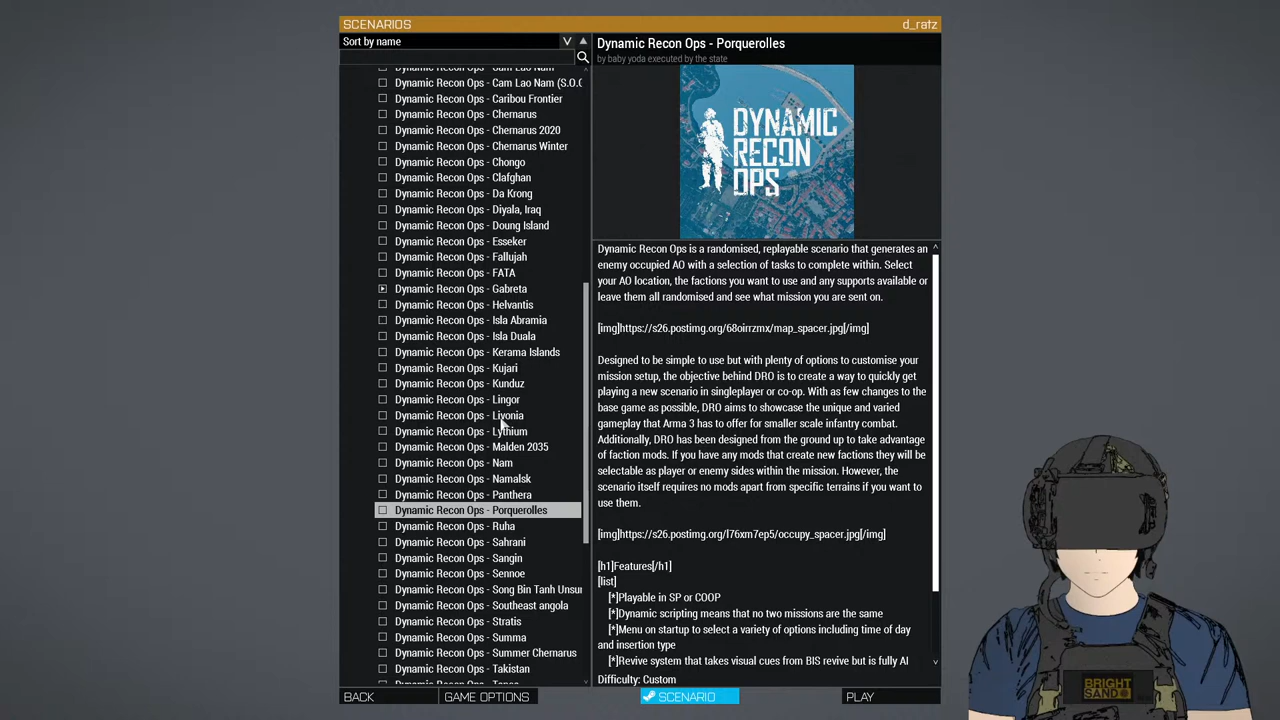 SCENARIOS
d_ratz
Sort by name
Dynamic Recon Ops - Cam Lao Nam
Dynamic Recon Ops - Cam Lao Nam (S.O.G
Dynamic Recon Ops - Caribou Frontier
Dynamic Recon Ops - Chernarus
Dynamic Recon Ops - Chernarus 2020
Dynamic Recon Ops - Chernarus Winter
Dynamic Recon Ops - Chongo
Dynamic Recon Ops - Clafghan
Dynamic Recon Ops - Da Krong
Dynamic Recon Ops - Diyala, Iraq
Dynamic Recon Ops - Doung Island
Dynamic Recon Ops - Esseker
Dynamic Recon Ops - Fallujah
Dynamic Recon Ops - FATA
Dynamic Recon Ops - Gabreta
Dynamic Recon Ops - Helvantis
Dynamic Recon Ops - Isla Abramia
Dynamic Recon Ops - Isla Duala
Dynamic Recon Ops - Kerama Islands
Dynamic Recon Ops - Kujari
Dynamic Recon Ops - Kunduz
Dynamic Recon Ops - Lingor
Dynamic Recon Ops - Livonia
Dynamic Recon Ops - Lythium
Dynamic Recon Ops - Malden 2035
Dynamic Recon Ops - Nam
Dynamic Recon Ops - Namalsk
Dynamic Recon Ops - Panthera
Dynamic Recon Ops - Porquerolles
Dynamic Recon Ops - Ruha
Dynamic Recon Ops - Sahrani
Dynamic Recon Ops - Sangin
Dynamic Recon Ops - Sennoe
Dynamic Recon Ops - Song Bin Tanh Unsun
Dynamic Recon Ops - Southeast angola
Dynamic Recon Ops - Stratis
Dynamic Recon Ops - Summa
Dynamic Recon Ops - Summer Chernarus
Dynamic Recon Ops - Takistan
Dynamic Recon Ops - Porquerolles
by baby yoda executed by the state
DYNAMIC
RECON
OPS
Dynamic Recon Ops is a randomised, replayable scenario that generates an
enemy occupied AO with a selection of tasks to complete within. Select
your AO location, the factions you want to use and any supports available or
leave them all randomised and see what mission you are sent on.
[img]https://s26.postimg.org/68oirrzmx/map_spacer.jpg[/img]
Designed to be simple to use but with plenty of options to customise your
mission setup, the objective behind DRO is to create a way to quickly get
playing a new scenario in singleplayer or co-op. With as few changes to the
base game as possible, DRO aims to showcase the unique and varied
gameplay that Arma 3 has to offer for smaller scale infantry combat.
Additionally, DRO has been designed from the ground up to take advantage
of faction mods. If you have any mods that create new factions they will be
selectable as player or enemy sides within the mission. However, the
scenario itself requires no mods apart from specific terrains if you want to
use them.
[img]https://s26.postimg.org/l76xm7ep5/occupy_spacer.jpg[/img]
[h1]Features[/h1]
[list]
[*]Playable in SP or COOP
[*]Dynamic scripting means that no two missions are the same
[*]Menu on startup to select a variety of options including time of day
and insertion type
[*]Revive system that takes visual cues from BIS revive but is fully AI
Difficulty: Custom
BACK
GAME OPTIONS
SCENARIO
PLAY
BRIGHT
SAND